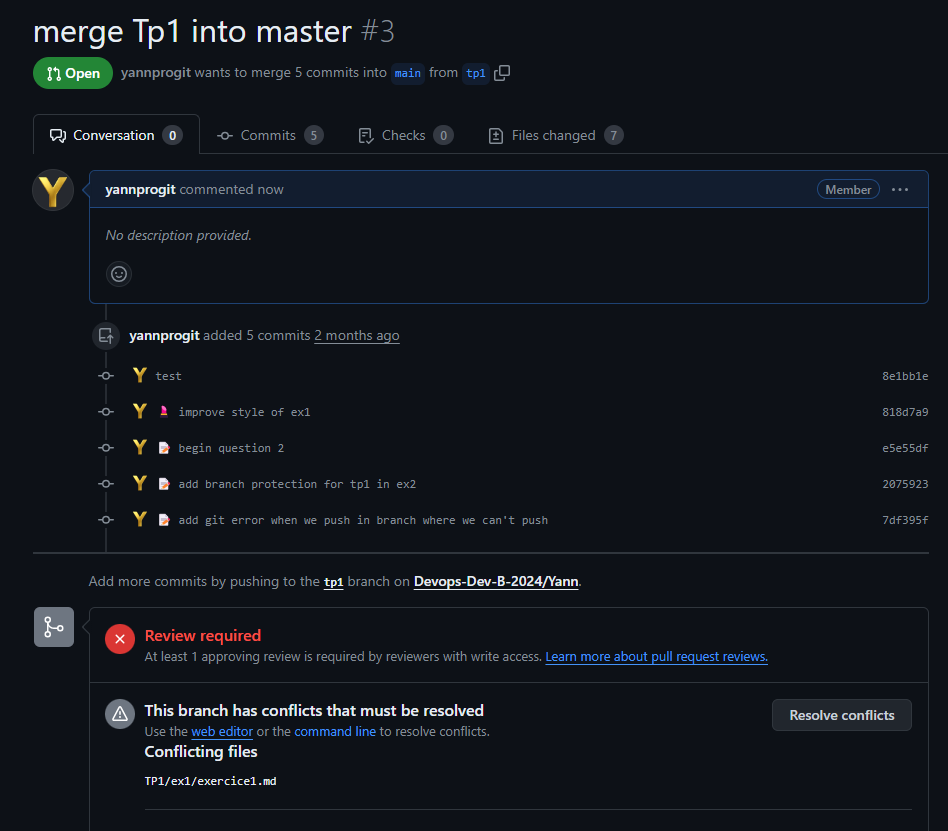 merge Tp1 into master #3
Open yannprogit wants to merge 5 commits into main from tp1
Conversation 0 Commits 5 Checks 0 Files changed 7
Y yannprogit commented now Member ...
No description provided.
yannprogit added 5 commits 2 months ago
Y test 8e1bb1e
Y improve style of ex1 818d7a9
Y begin question 2 e5e55df
Y add branch protection for tp1 in ex2 2075923
Y add git error when we push in branch where we can't push 7df395f
Add more commits by pushing to the tp1 branch on Devops-Dev-B-2024/Yann.
Review required
At least 1 approving review is required by reviewers with write access. Learn more about pull request reviews.
This branch has conflicts that must be resolved
Resolve conflicts
Use the web editor or the command line to resolve conflicts.
Conflicting files
TP1/ex1/exercice1.md